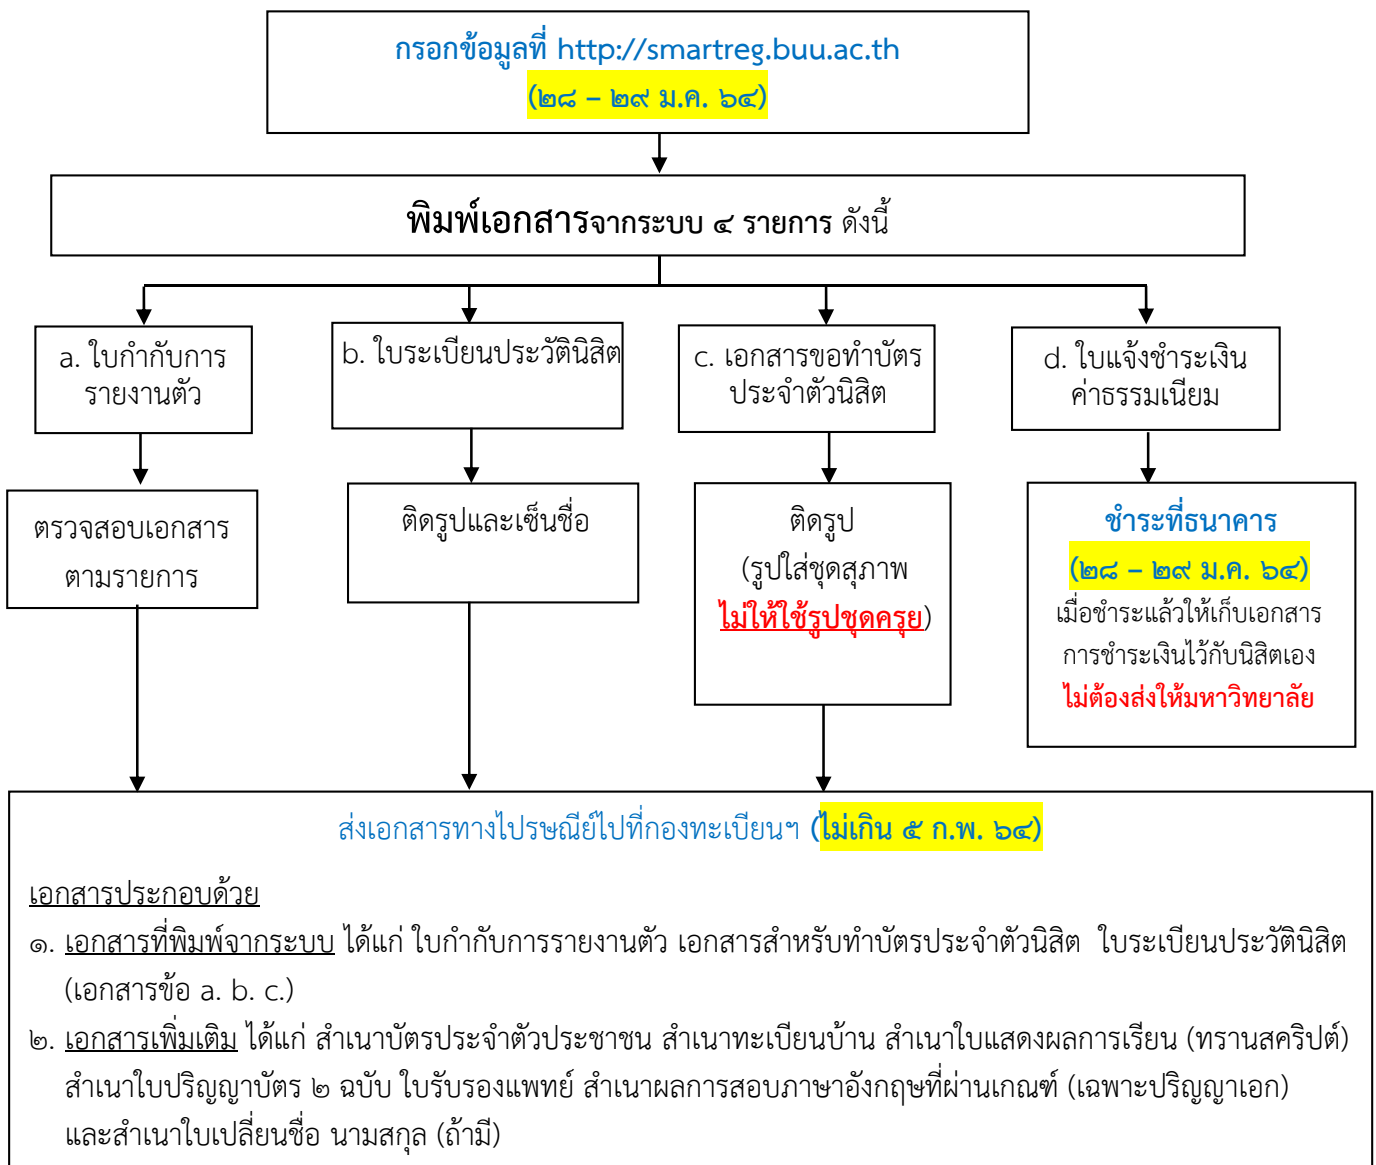 กรอกข้อมูลที่ http://smartreg.buu.ac.th
(๒๘ – ๒๙ ม.ค. ๖๔)
พิมพ์เอกสารจากระบบ ๔ รายการ ดังนี้
a. ใบกำกับการ
รายงานตัว
b. ใบระเบียนประวัตินิสิต
c. เอกสารขอทำบัตร
ประจำตัวนิสิต
d. ใบแจ้งชำระเงิน
ค่าธรรมเนียม
ตรวจสอบเอกสาร
ตามรายการ
ติดรูปและเซ็นชื่อ
ติดรูป
(รูปใส่ชุดสุภาพ
ไม่ให้ใช้รูปชุดครุย)
ชำระที่ธนาคาร
(๒๘ – ๒๙ ม.ค. ๖๔)
เมื่อชำระแล้วให้เก็บเอกสาร
การชำระเงินไว้กับนิสิตเอง
ไม่ต้องส่งให้มหาวิทยาลัย
ส่งเอกสารทางไปรษณีย์ไปที่กองทะเบียนฯ (ไม่เกิน ๕ ก.พ. ๖๔)
เอกสารประกอบด้วย
๑. เอกสารที่พิมพ์จากระบบ ได้แก่ ใบกำกับการรายงานตัว เอกสารสำหรับทำบัตรประจำตัวนิสิต ใบระเบียนประวัตินิสิต
(เอกสารข้อ a. b. c.)
๒. เอกสารเพิ่มเติม ได้แก่ สำเนาบัตรประจำตัวประชาชน สำเนาทะเบียนบ้าน สำเนาใบแสดงผลการเรียน (ทรานสคริปต์)
สำเนาใบปริญญาบัตร ๒ ฉบับ ใบรับรองแพทย์ สำเนาผลการสอบภาษาอังกฤษที่ผ่านเกณฑ์ (เฉพาะปริญญาเอก)
และสำเนาใบเปลี่ยนชื่อ นามสกุล (ถ้ามี)